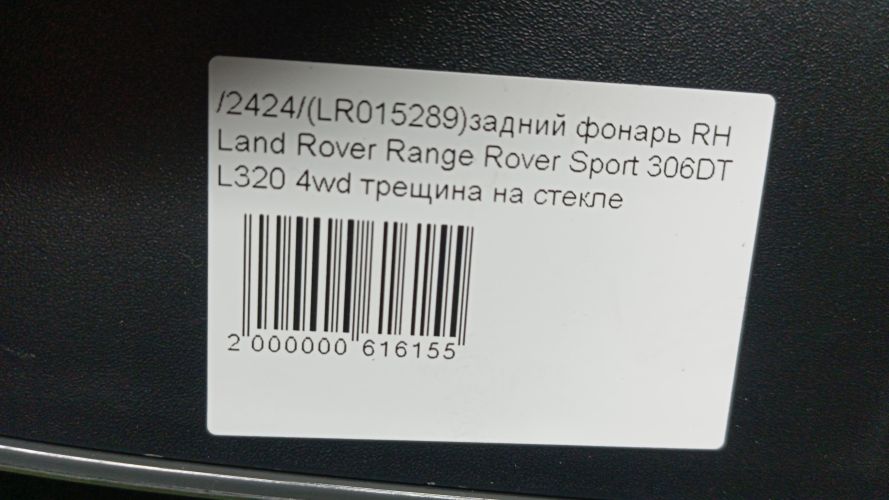 /2424/(LR015289)задний фонарь RH
Land Rover Range Rover Sport 306DT
L320 4wd трещина на стекле
2 000000 616155